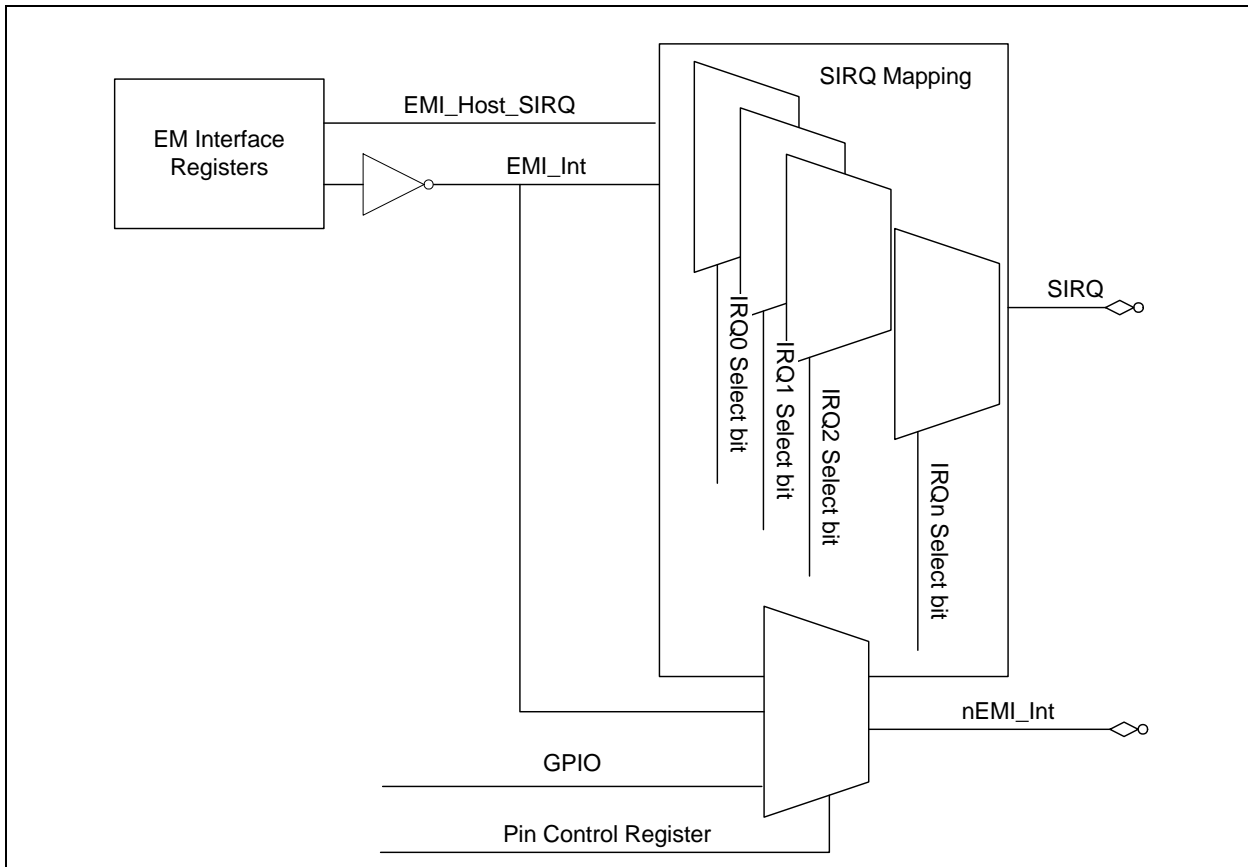 SIRQ Mapping
EMI_Host_SIRQ
EM Interface
Registers
EMI_Int
SIRQ
IRQ0 Select bit
IRQ1 Select bit
IRQ2 Select bit
IRQn Select bit
nEMI_Int
GPIO
Pin Control Register